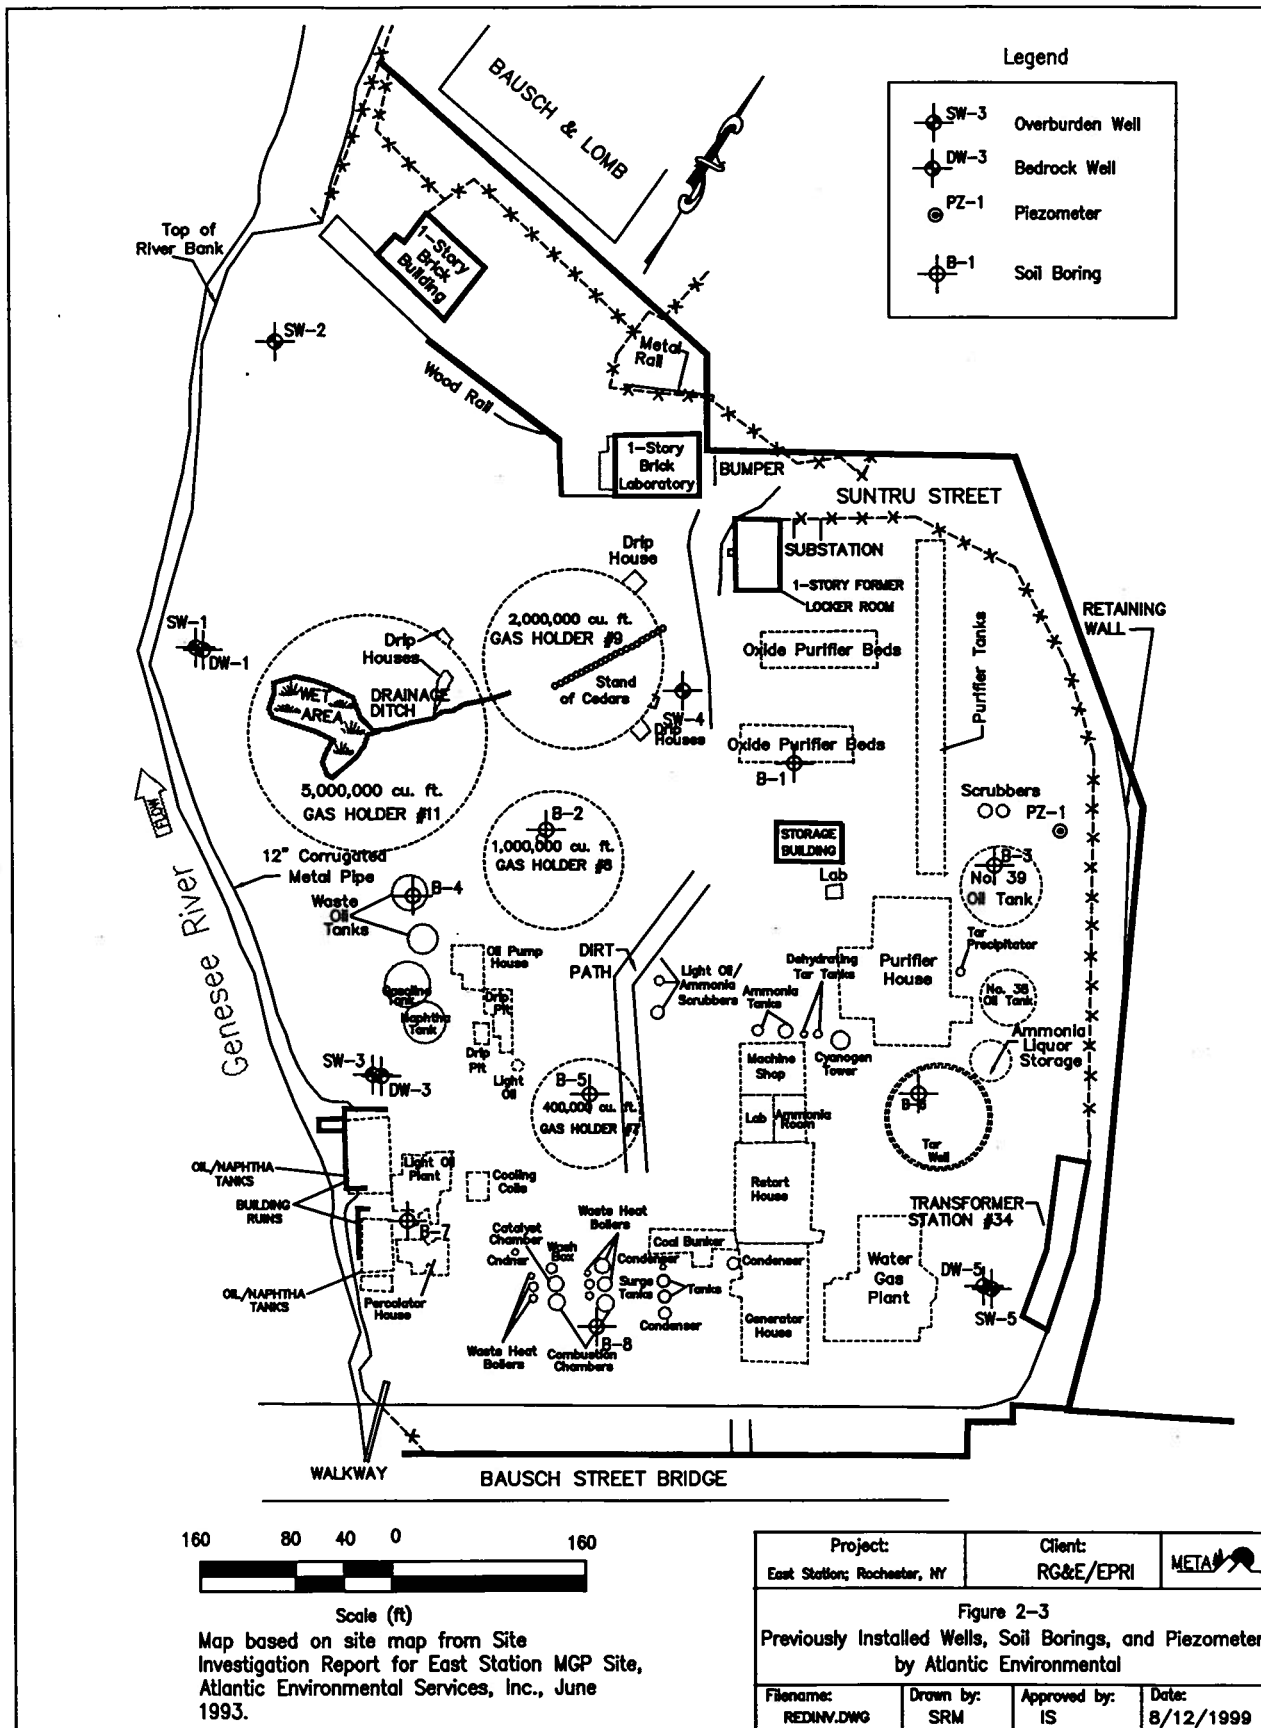 Legend
SW-3
Overburden Well
DW-3
Bedrock Well
PZ-1
Piezometer
B-1
Soil Boring
BAUSCH & LOMB
Top of
River Bank
1-Story
Brick
Building
SW-2
Metal
Rail
Wood Rail
1-Story
Brick
Laboratory
BUMPER
SUNTRU STREET
SUBSTATION
1-STORY FORMER
LOCKER ROOM
Drip
House
2,000,000 cu. ft.
GAS HOLDER #9
RETAINING
WALL
SW-1
DW-1
Drip
Houses
Oxide Purifier Beds
Purifier Tanks
WET
AREA
DRAINAGE
DITCH
Stand
of Cedars
SW-4
Drip
Houses
Oxide Purifier Beds
B-1
5,000,000 cu. ft.
GAS HOLDER #11
FLOW
Scrubbers
PZ-1
B-2
1,000,000 cu. ft.
GAS HOLDER #8
STORAGE
BUILDING
Lab
12" Corrugated
Metal Pipe
B-3
No. 39
Oil Tank
B-4
Waste
Oil
Tanks
Genesee River
Oil Pump
House
DIRT
PATH
Light Oil/
Ammonia
Scrubbers
Dehydrating
Tar Tanks
Ammonia
Tanks
Purifier
House
Tar
Precipitator
No. 38
Oil Tank
Gasoline
Tank
Naphtha
Tank
Drip
Pit
Drip
Pit
Light
Oil
Machine
Shop
Cyanogen
Tower
Ammonia
Liquor
Storage
SW-3
DW-3
B-5
400,000 cu. ft.
GAS HOLDER #7
Lab
Ammonia
Room
B-6
Tar
Well
OIL/NAPHTHA
TANKS
Light Oil
Plant
Cooling
Coils
Retort
House
BUILDING
RUINS
TRANSFORMER
STATION #34
B-7
Catalyst
Chamber
Cndnsr
Wash
Box
Waste Heat
Boilers
Coal Bunker
Condenser
Condenser
Surge
Tanks
Tanks
Water
Gas
Plant
DW-5
SW-5
OIL/NAPHTHA
TANKS
Percolator
House
Condenser
Generator
House
Waste Heat
Boilers
Combustion
Chambers
B-8
WALKWAY
BAUSCH STREET BRIDGE
160 80 40 0 160
Scale (ft)
Map based on site map from Site
Investigation Report for East Station MGP Site,
Atlantic Environmental Services, Inc., June
1993.
Project:
East Station; Rochester, NY
Client:
RG&E/EPRI
META
Figure 2-3
Previously Installed Wells, Soil Borings, and Piezometer
by Atlantic Environmental
Filename:
REDINV.DWG
Drawn by:
SRM
Approved by:
IS
Date:
8/12/1999